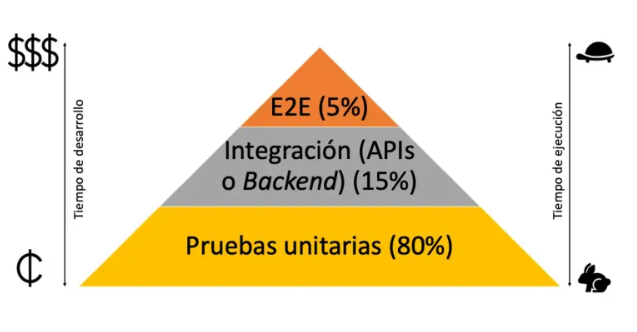 $$$
E2E (5%)
Integración (APIs
o Backend) (15%)
Pruebas unitarias (80%)
₵
Tiempo de desarrollo
Tiempo de ejecución